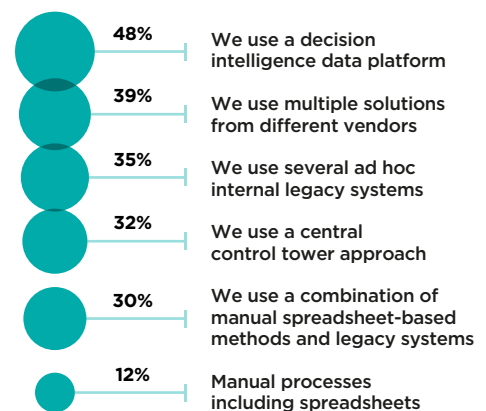 48%
We use a decision
intelligence data platform
39%
We use multiple solutions
from different vendors
35%
We use several ad hoc
internal legacy systems
32%
We use a central
control tower approach
30%
We use a combination of
manual spreadsheet-based
methods and legacy systems
12%
Manual processes
including spreadsheets